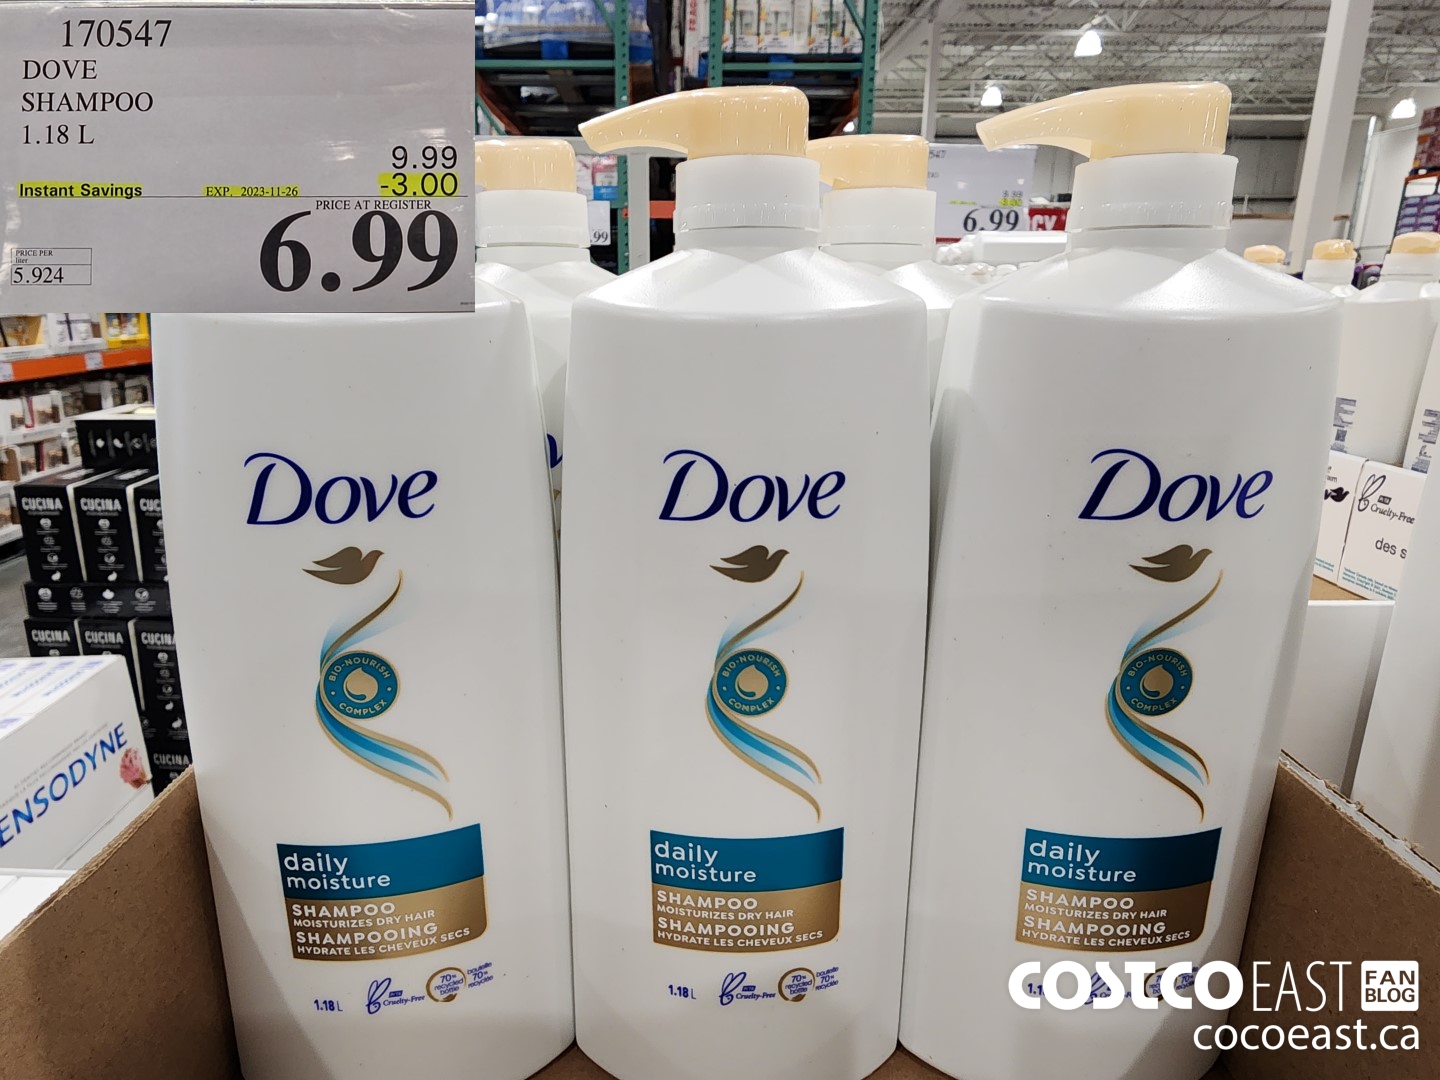 170547
DOVE
SHAMPOO
1.18 L
9.99
Instant Savings EXP. 2023-11-26 -3.00
PRICE AT REGISTER
6.99
PRICE PER
liter
5.924
.99
6.99
Dove
BIO-NOURISH
COMPLEX
daily
moisture
SHAMPOO
MOISTURIZES DRY HAIR
SHAMPOOING
HYDRATE LES CHEVEUX SECS
1.18 L
Cruelty-Free
70%
recycled
bottle
bouteille
70%
recyclée
Dove
BIO-NOURISH
COMPLEX
daily
moisture
SHAMPOO
MOISTURIZES DRY HAIR
SHAMPOOING
HYDRATE LES CHEVEUX SECS
1.18 L
Cruelty-Free
70%
recycled
bottle
bouteille
70%
recyclée
Dove
BIO-NOURISH
COMPLEX
daily
moisture
SHAMPOO
MOISTURIZES DRY HAIR
SHAMPOOING
HYDRATE LES CHEVEUX SECS
CUCINA CUCINA
CUCINA CUCINA CUCINA
CUCINA
ENSODYNE
Cruelty-Free
des s
COSTCO EAST FAN BLOG
cocoeast.ca